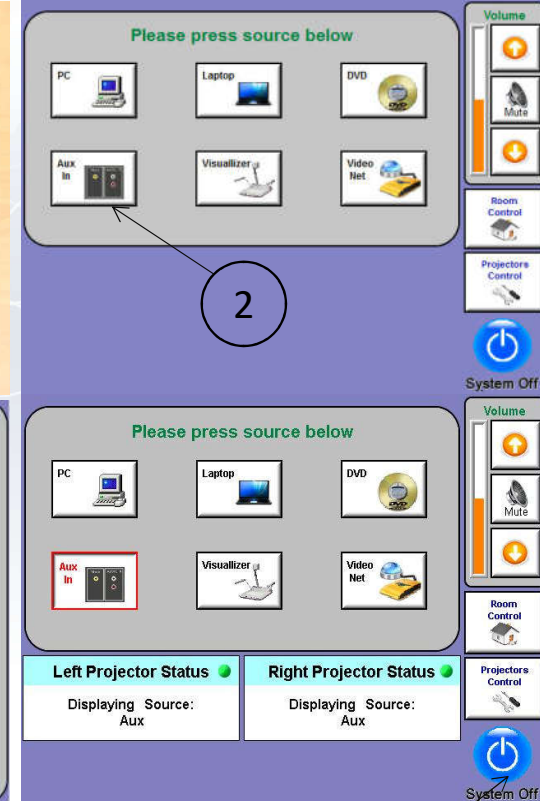 Please press source below
PC
Laptop
DVD
Aux
In
Visuallizer
Video
Net
Volume
Mute
Room
Control
Projectors
Control
System Off
2
Please press source below
PC
Laptop
DVD
Aux
In
Visuallizer
Video
Net
Volume
Mute
Room
Control
Projectors
Control
System Off
Left Projector Status
Displaying Source:
Aux
Right Projector Status
Displaying Source:
Aux